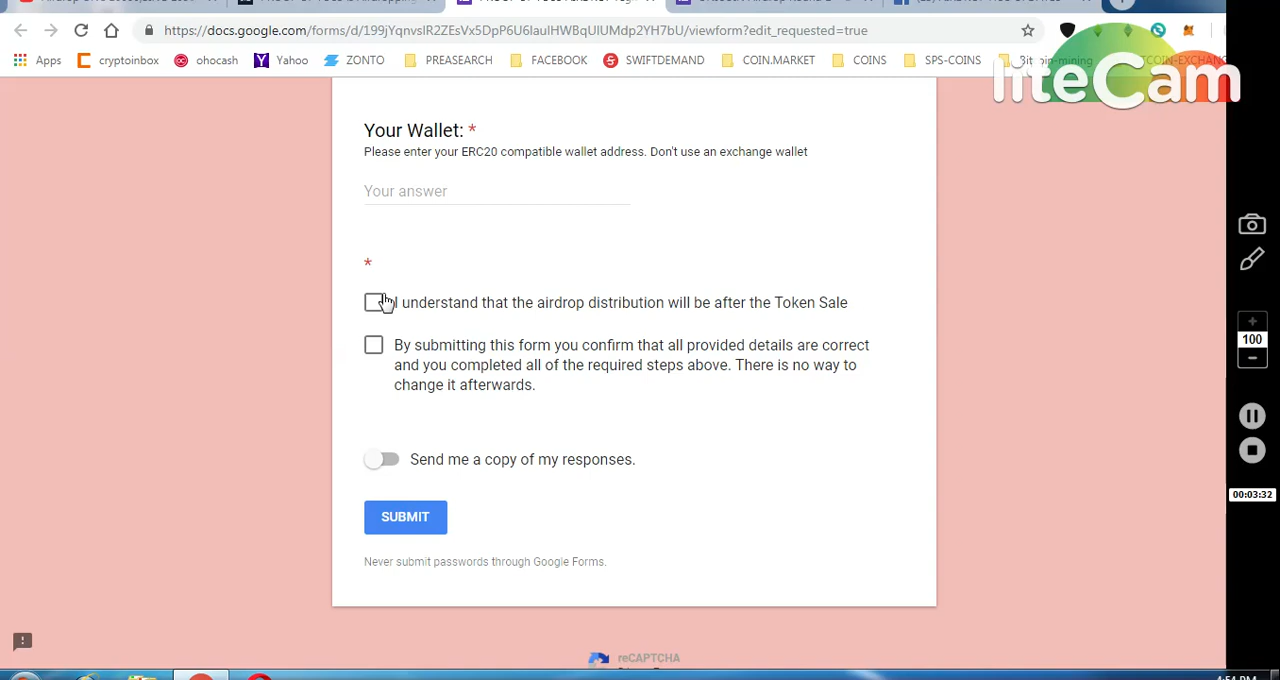 https://docs.google.com/forms/d/199jYqnvsIR2ZEsVx5DpP6U6IaulHWBqUlUMdp2YH7bU/viewform?edit_requested=true
Apps cryptoinbox ohocash Yahoo ZONTO PREASEARCH FACEBOOK SWIFTDEMAND COIN.MARKET COINS SPS-COINS
liteCam
Your Wallet: *
Please enter your ERC20 compatible wallet address. Don't use an exchange wallet
Your answer
*
I understand that the airdrop distribution will be after the Token Sale
By submitting this form you confirm that all provided details are correct
and you completed all of the required steps above. There is no way to
change it afterwards.
Send me a copy of my responses.
SUBMIT
Never submit passwords through Google Forms.
reCAPTCHA
100
00:03:32
4:54 PM